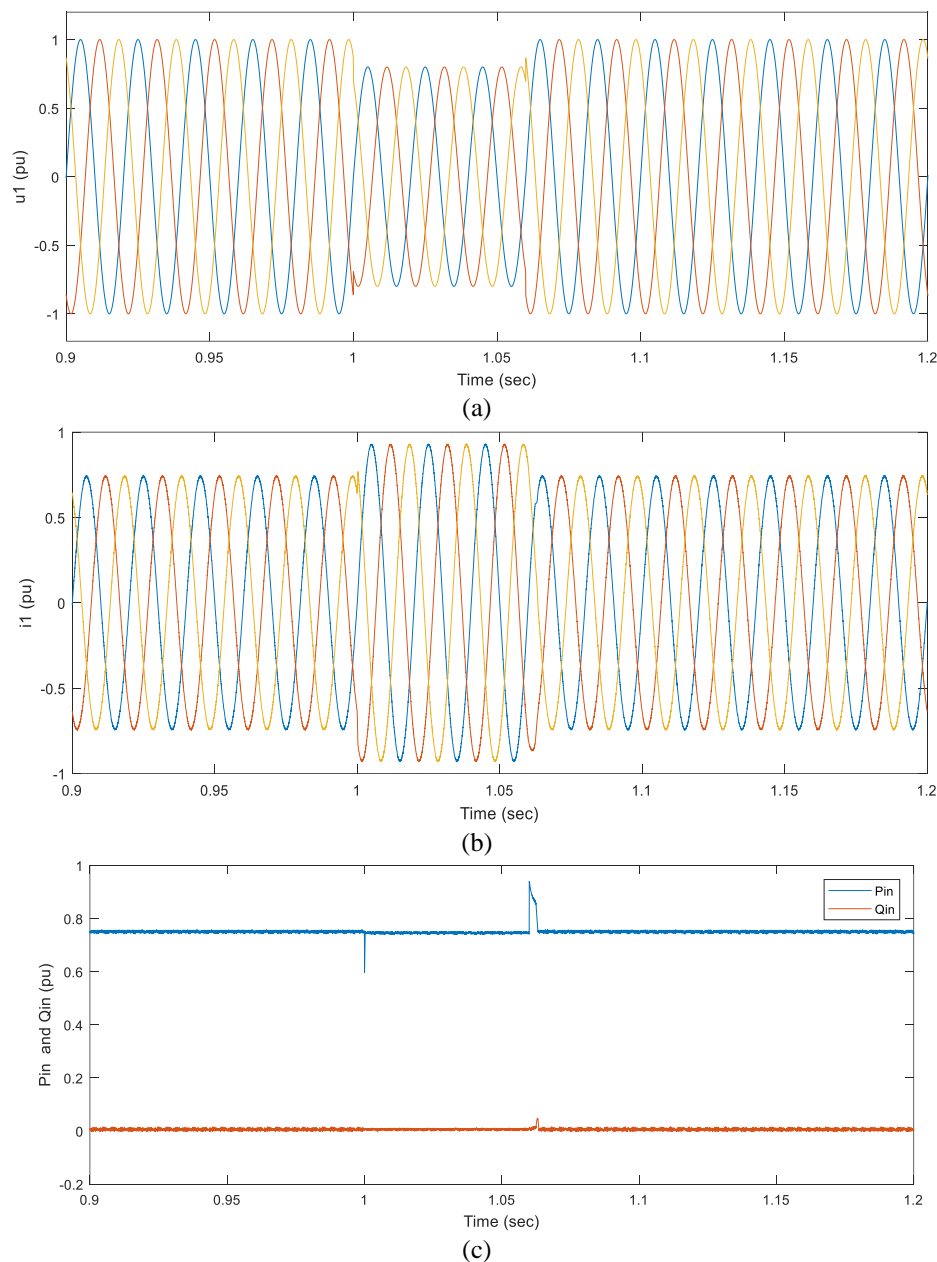 1
0.5
0
-0.5
-1
u1 (pu)
0.9 0.95 1 1.05 1.1 1.15 1.2
Time (sec)
(a)
1
0.5
0
-0.5
-1
i1 (pu)
0.9 0.95 1 1.05 1.1 1.15 1.2
Time (sec)
(b)
1
0.8
0.6
0.4
0.2
0
-0.2
Pin and Qin (pu)
Pin
Qin
0.9 0.95 1 1.05 1.1 1.15 1.2
Time (sec)
(c)